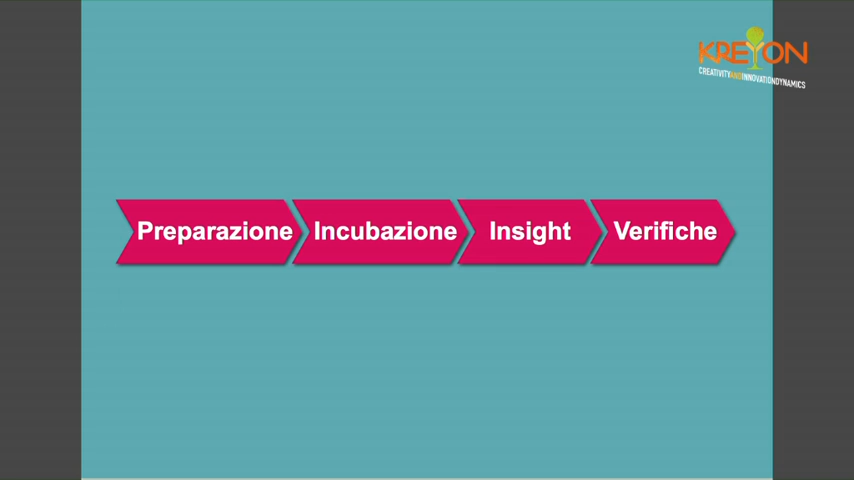 KREYON
CREATIVITYANDINNOVATIONDYNAMICS
Preparazione Incubazione Insight Verifiche